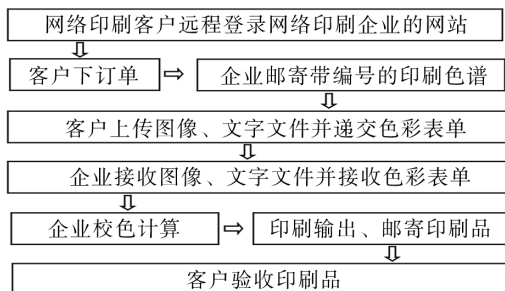 网络印刷客户远程登录网络印刷企业的网站
客户下订单
企业邮寄带编号的印刷色谱
客户上传图像、文字文件并递交色彩表单
企业接收图像、文字文件并接收色彩表单
企业校色计算
印刷输出、邮寄印刷品
客户验收印刷品